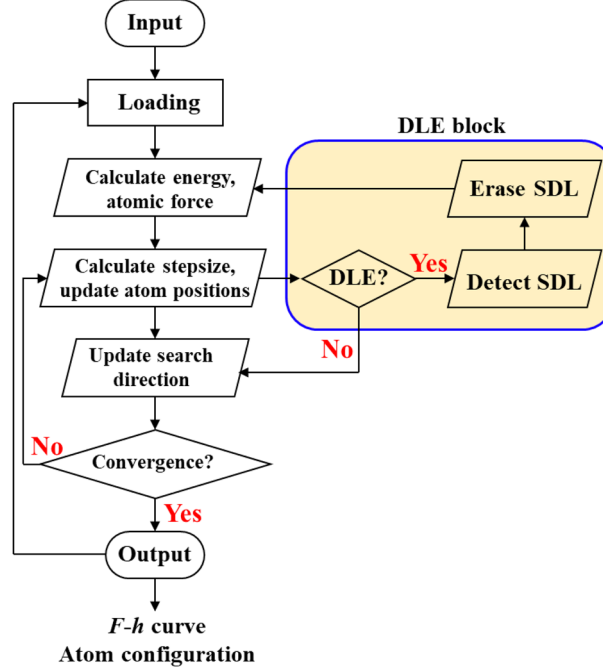 Input
Loading
DLE block
Calculate energy,
atomic force
Erase SDL
Calculate stepsize,
update atom positions
DLE?
Yes
Detect SDL
No
Update search
direction
No
Convergence?
Yes
Output
F-h curve
Atom configuration